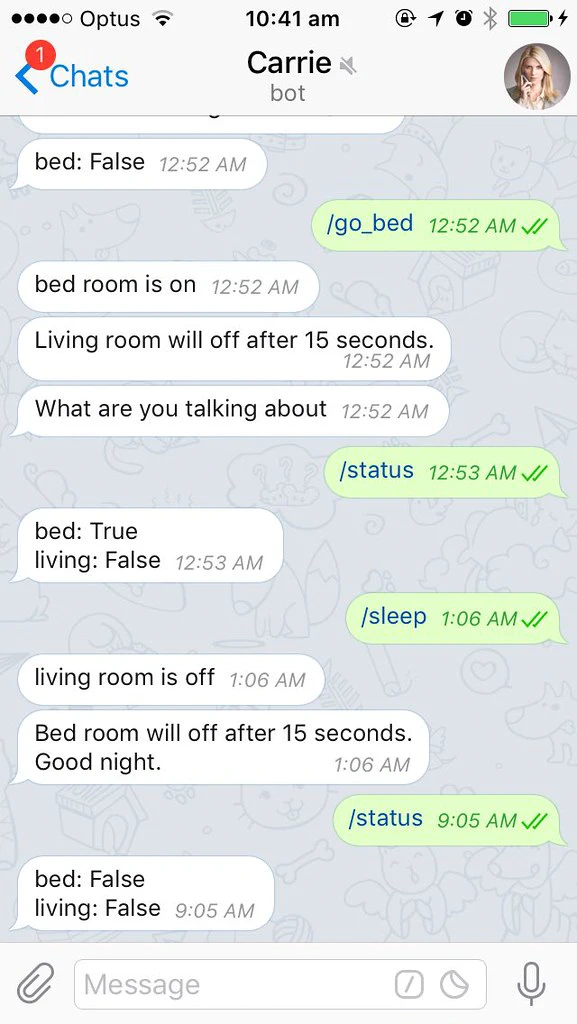 Optus 10:41 am
1
Chats
Carrie
bot
bed: False 12:52 AM
/go_bed 12:52 AM
bed room is on 12:52 AM
Living room will off after 15 seconds.
12:52 AM
What are you talking about 12:52 AM
/status 12:53 AM
bed: True
living: False 12:53 AM
/sleep 1:06 AM
living room is off 1:06 AM
Bed room will off after 15 seconds.
Good night. 1:06 AM
/status 9:05 AM
bed: False
living: False 9:05 AM
Message